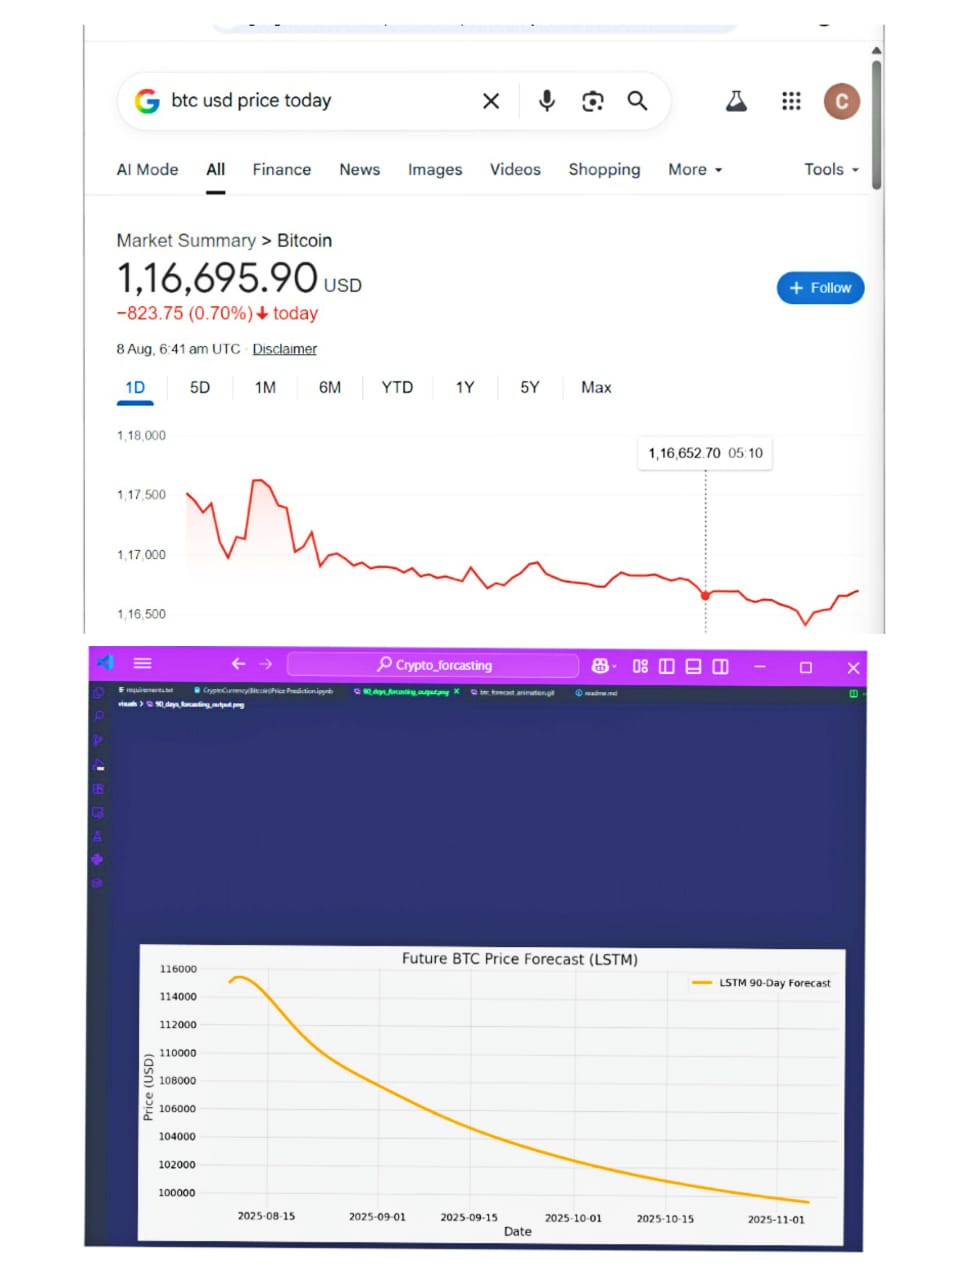 btc usd price today
C
AI Mode All Finance News Images Videos Shopping More Tools
Market Summary > Bitcoin
1,16,695.90 USD
+ Follow
−823.75 (0.70%) today
8 Aug, 6:41 am UTC · Disclaimer
1D 5D 1M 6M YTD 1Y 5Y Max
1,18,000
1,16,652.70 05:10
1,17,500
1,17,000
1,16,500
Crypto_forcasting
requirements.txt CryptoCurrency(Bitcoin)Price Prediction.ipynb 90_days_forcasting_output.png btc_forecast_animation.gif readme.md
visuals > 90_days_forcasting_output.png
Future BTC Price Forecast (LSTM)
LSTM 90-Day Forecast
116000
114000
112000
110000
108000
106000
104000
102000
100000
Price (USD)
2025-08-15 2025-09-01 2025-09-15 2025-10-01 2025-10-15 2025-11-01
Date